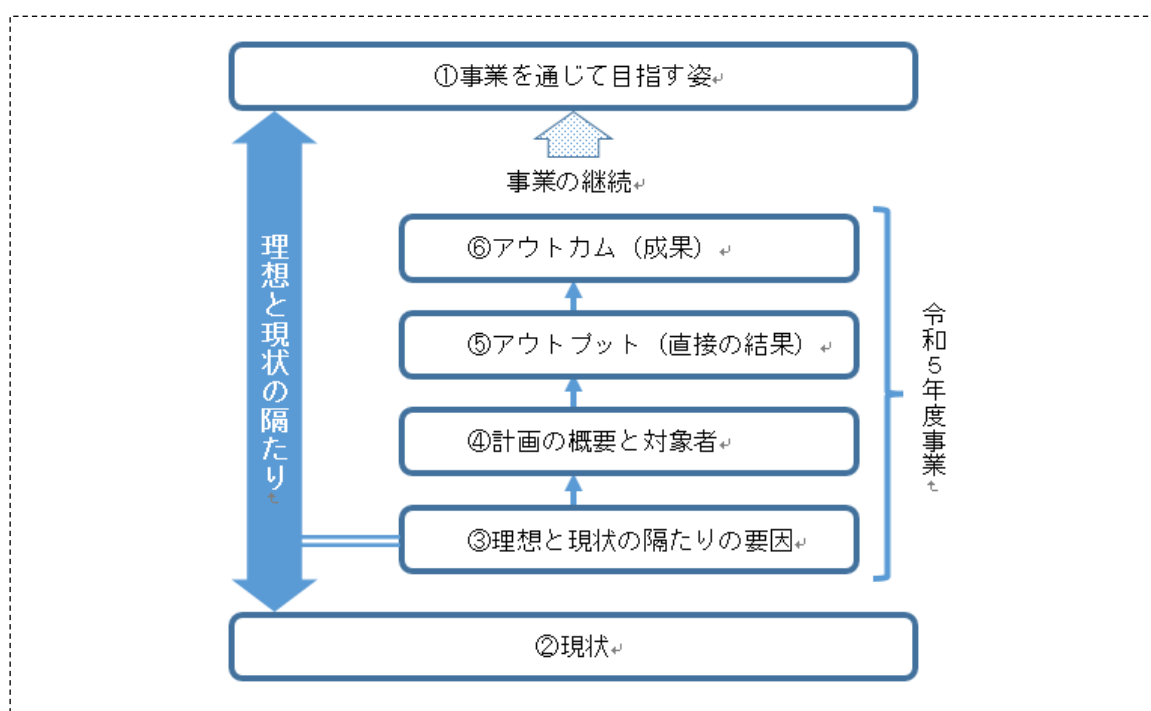 ①事業を通じて目指す姿↵
事業の継続↵
⑥アウトカム（成果）↵
⑤アウトプット（直接の結果）↵
④計画の概要と対象者↵
③理想と現状の隔たりの要因↵
②現状↵
理想と現状の隔たり↵
令和５年度事業↵